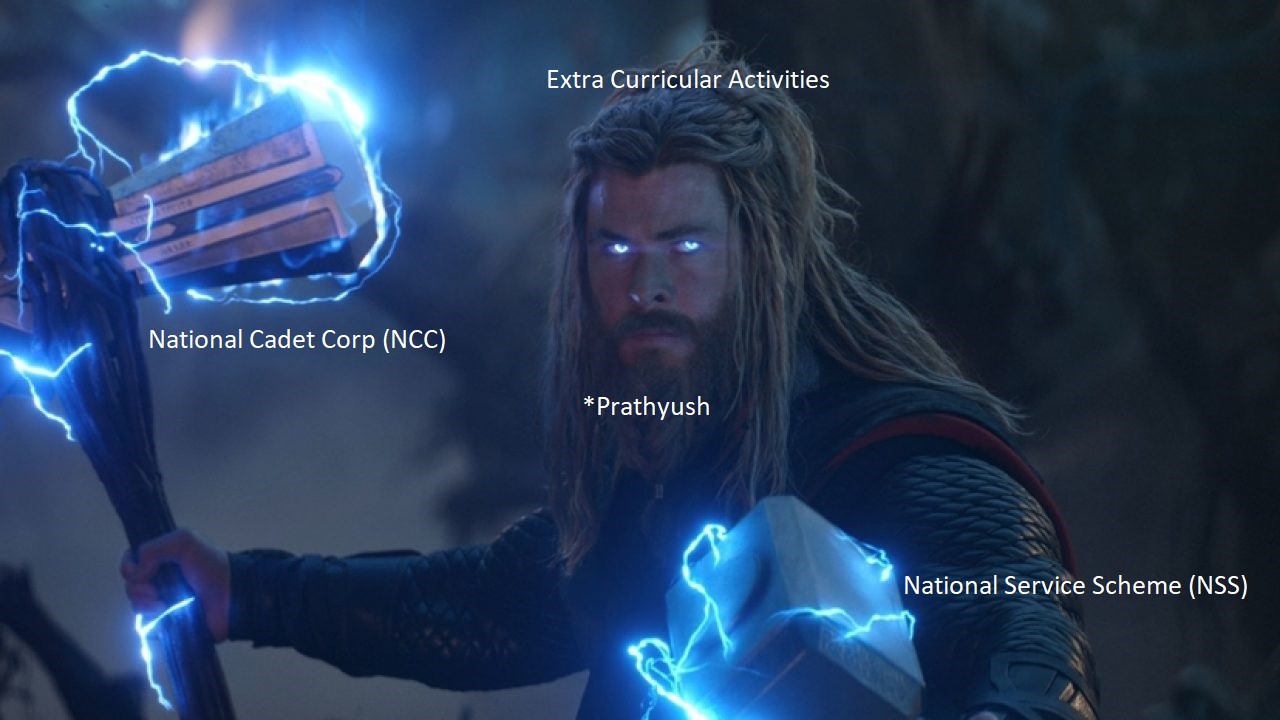 Extra Curricular Activities
National Cadet Corp (NCC)
*Prathyush
National Service Scheme (NSS)